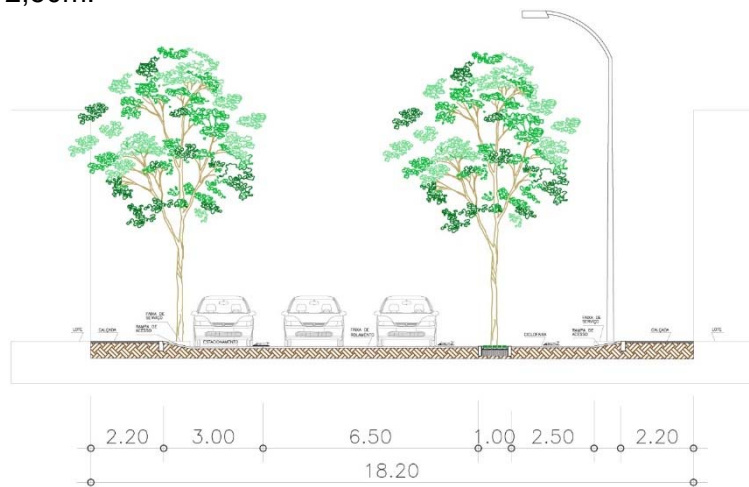 2,50m.
FAIXA DE
SERVIÇO
RAMPA DE
ACESSO
LOTE
CALÇADA
ESTACIONAMENTO
FAIXA DE
ROLAMENTO
CICLOFAIXA
FAIXA DE
SERVIÇO
RAMPA DE
ACESSO
CALÇADA
LOTE
2.20 3.00 6.50 1.00 2.50 2.20
18.20